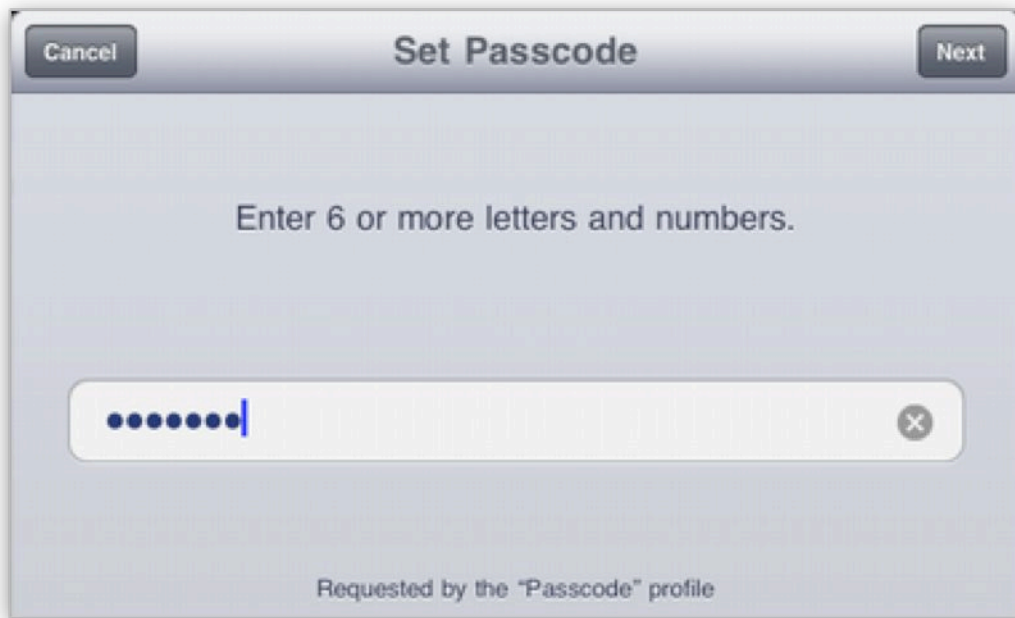 Cancel
Set Passcode
Next
Enter 6 or more letters and numbers.
•••••••
Requested by the “Passcode” profile